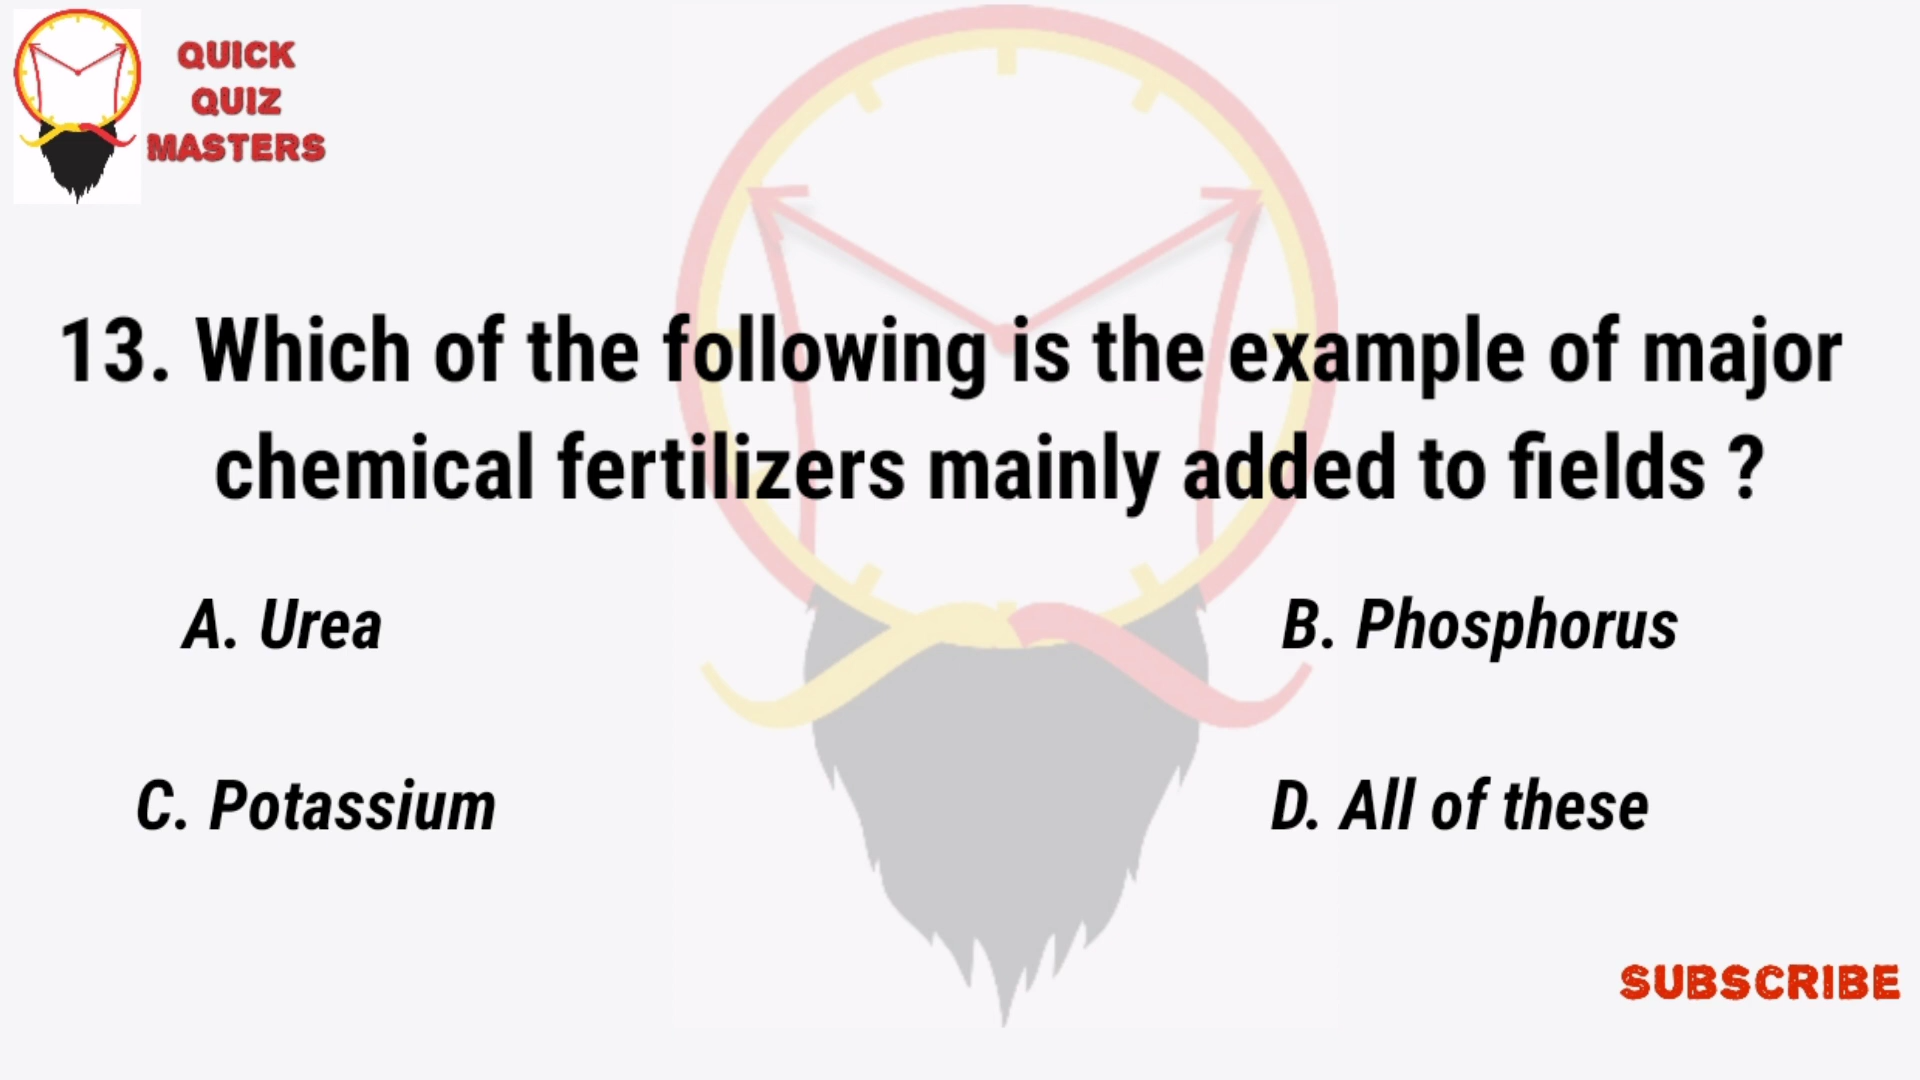 QUICK
QUIZ
MASTERS
13. Which of the following is the example of major
chemical fertilizers mainly added to fields ?
A. Urea
B. Phosphorus
C. Potassium
D. All of these
SUBSCRIBE